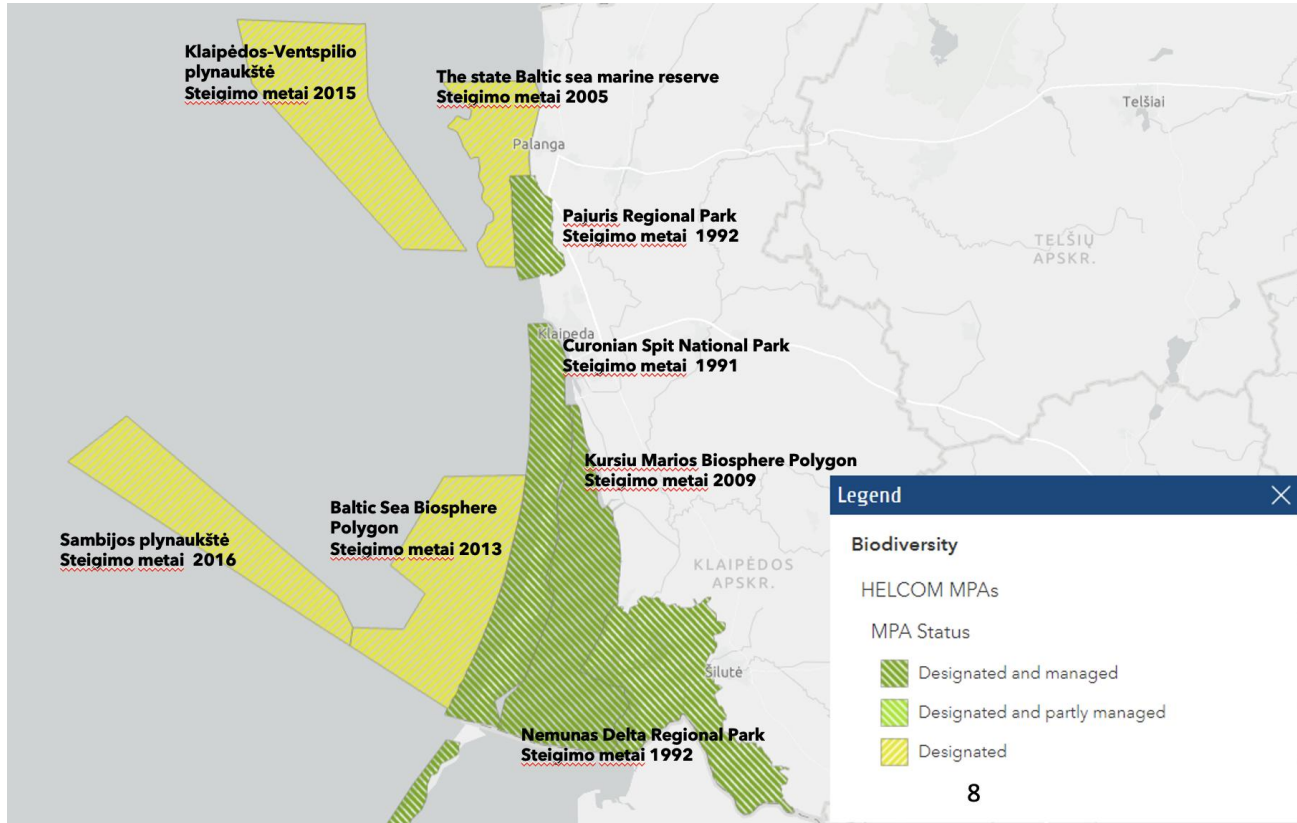 Klaipėdos-Ventspilio
plynaukštė
Steigimo metai 2015
The state Baltic sea marine reserve
Steigimo metai 2005
Telšiai
Palanga
Pajuris Regional Park
Steigimo metai 1992
TELŠIŲ
APSKR.
Klaipeda
Curonian Spit National Park
Steigimo metai 1991
Kursiu Marios Biosphere Polygon
Steigimo metai 2009
Baltic Sea Biosphere
Polygon
Steigimo metai 2013
Sambijos plynaukštė
Steigimo metai 2016
KLAIPĖDOS
APSKR.
Šilutė
Nemunas Delta Regional Park
Steigimo metai 1992
Legend
Biodiversity
HELCOM MPAs
MPA Status
Designated and managed
Designated and partly managed
Designated
8